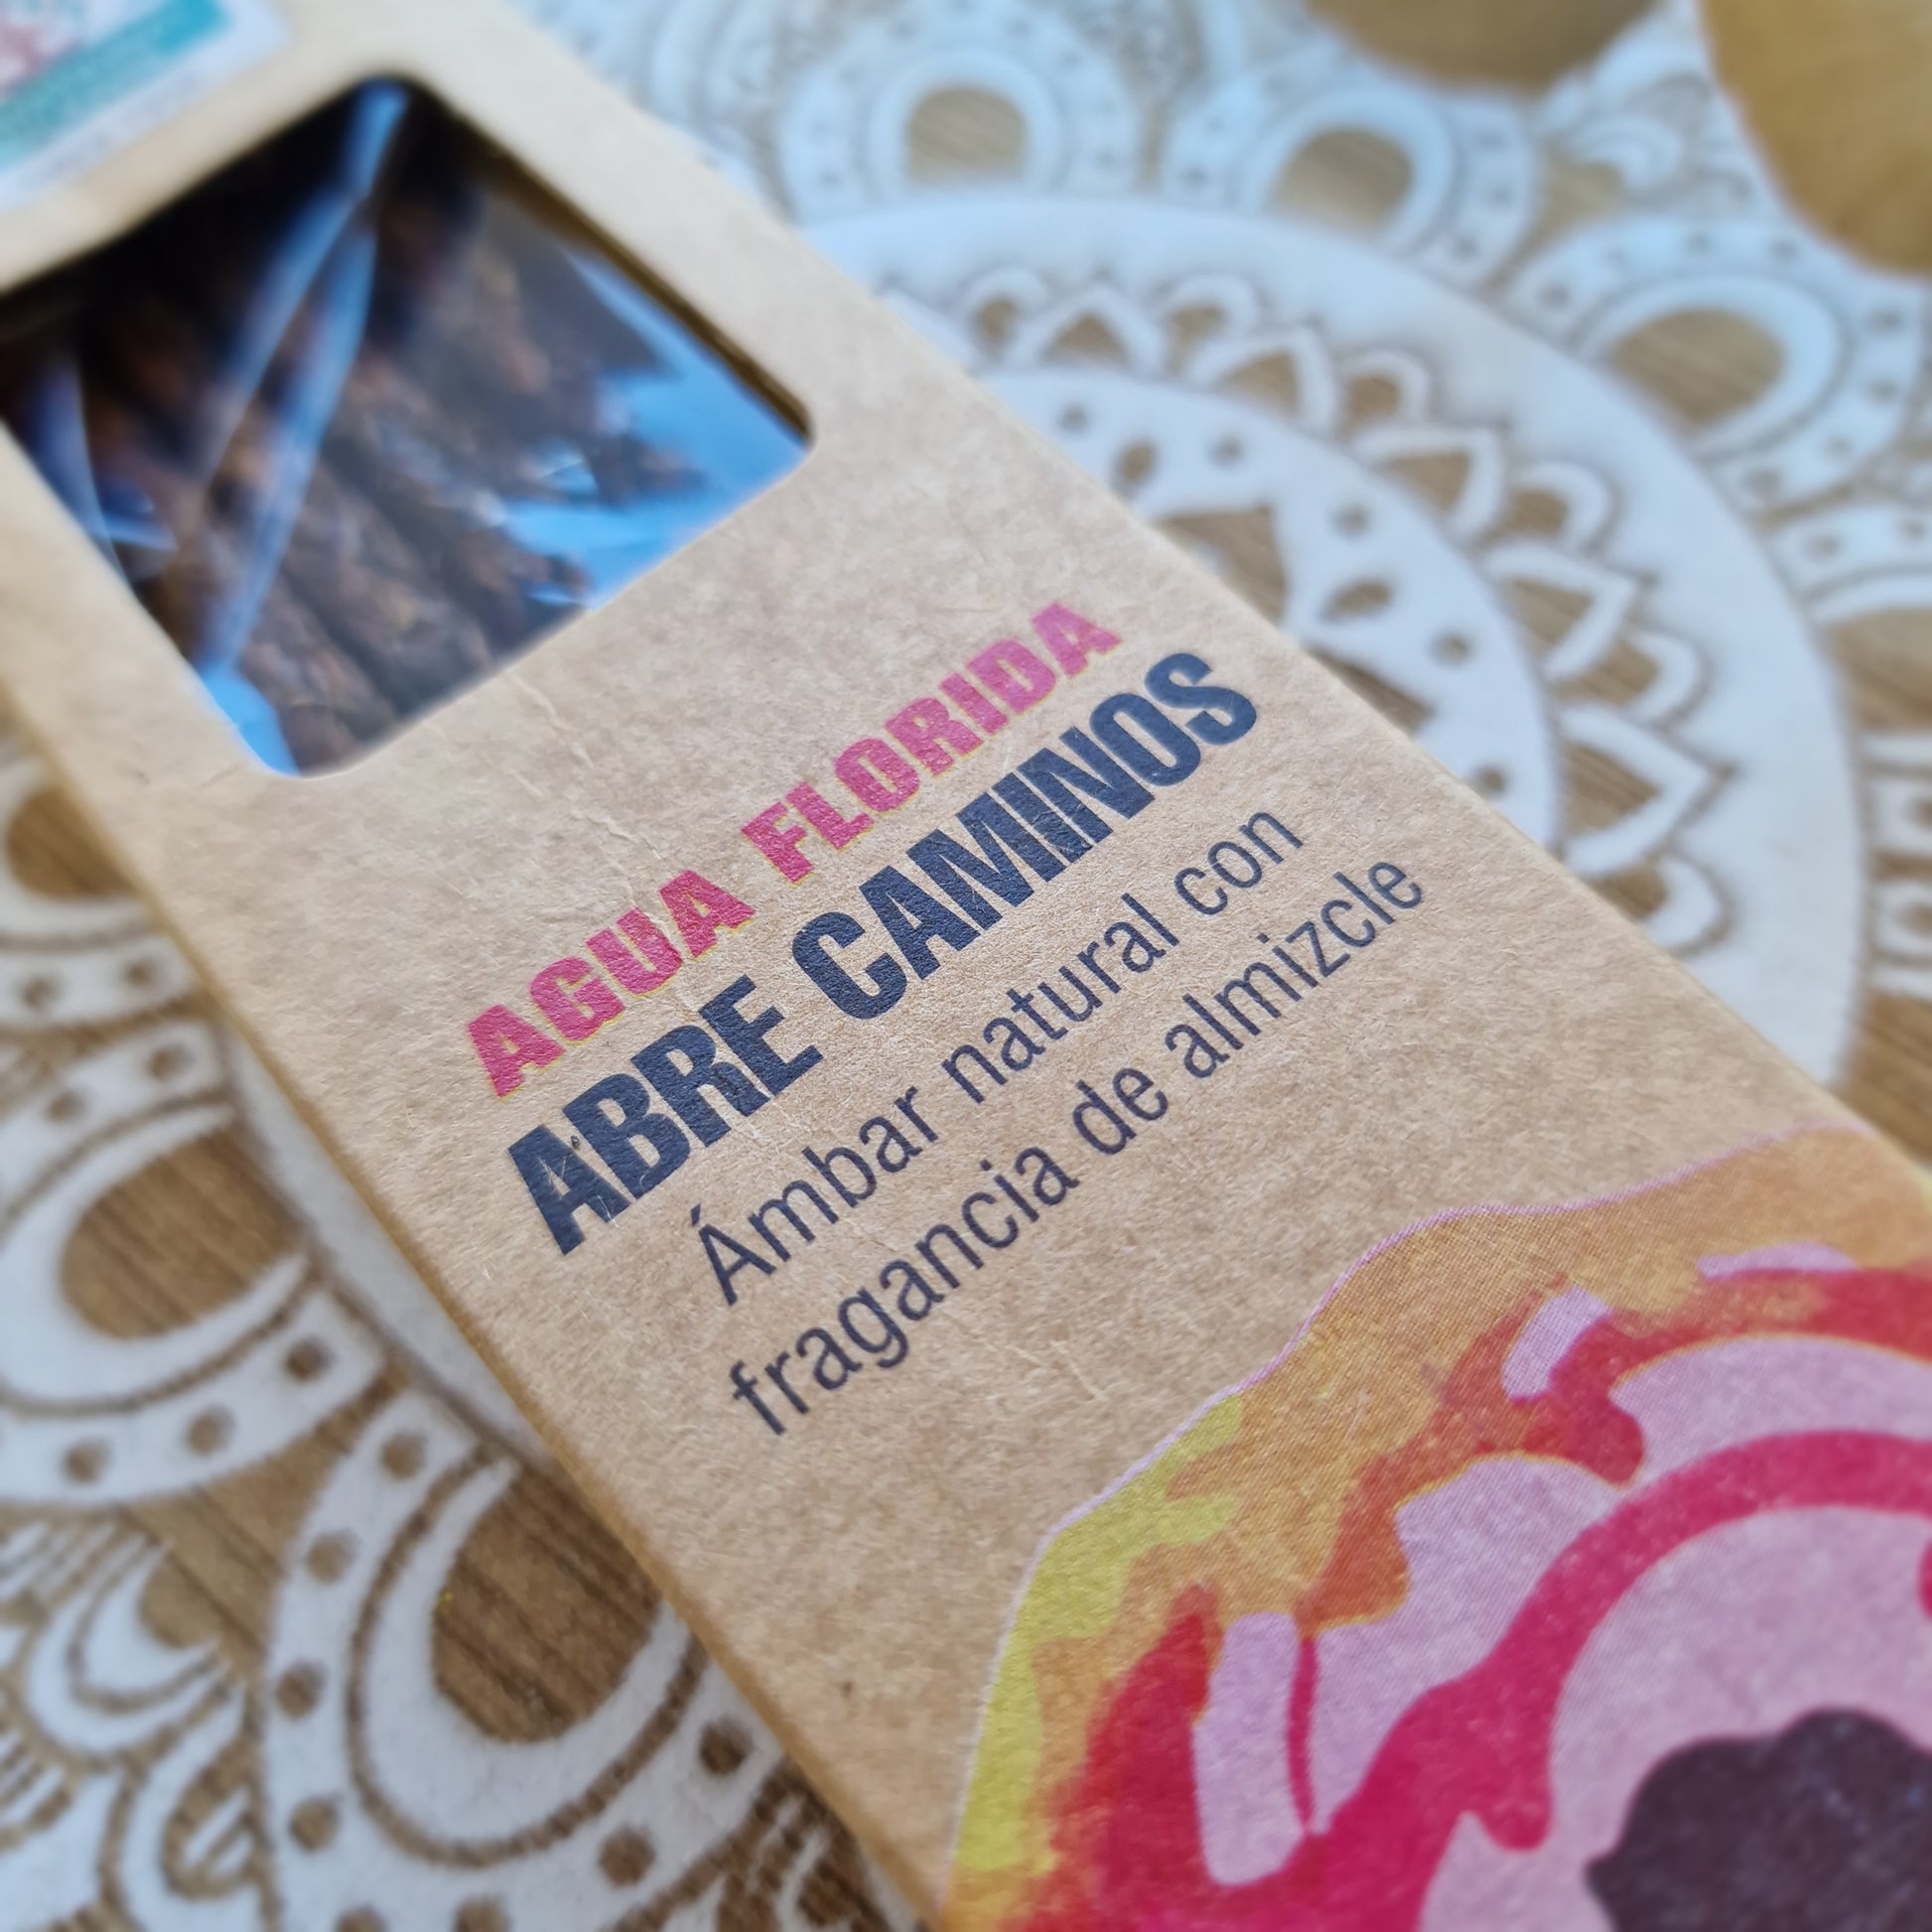 AGUA FLORIDA
ABRE CAMINOS
Ámbar natural con
fragancia de almizcle